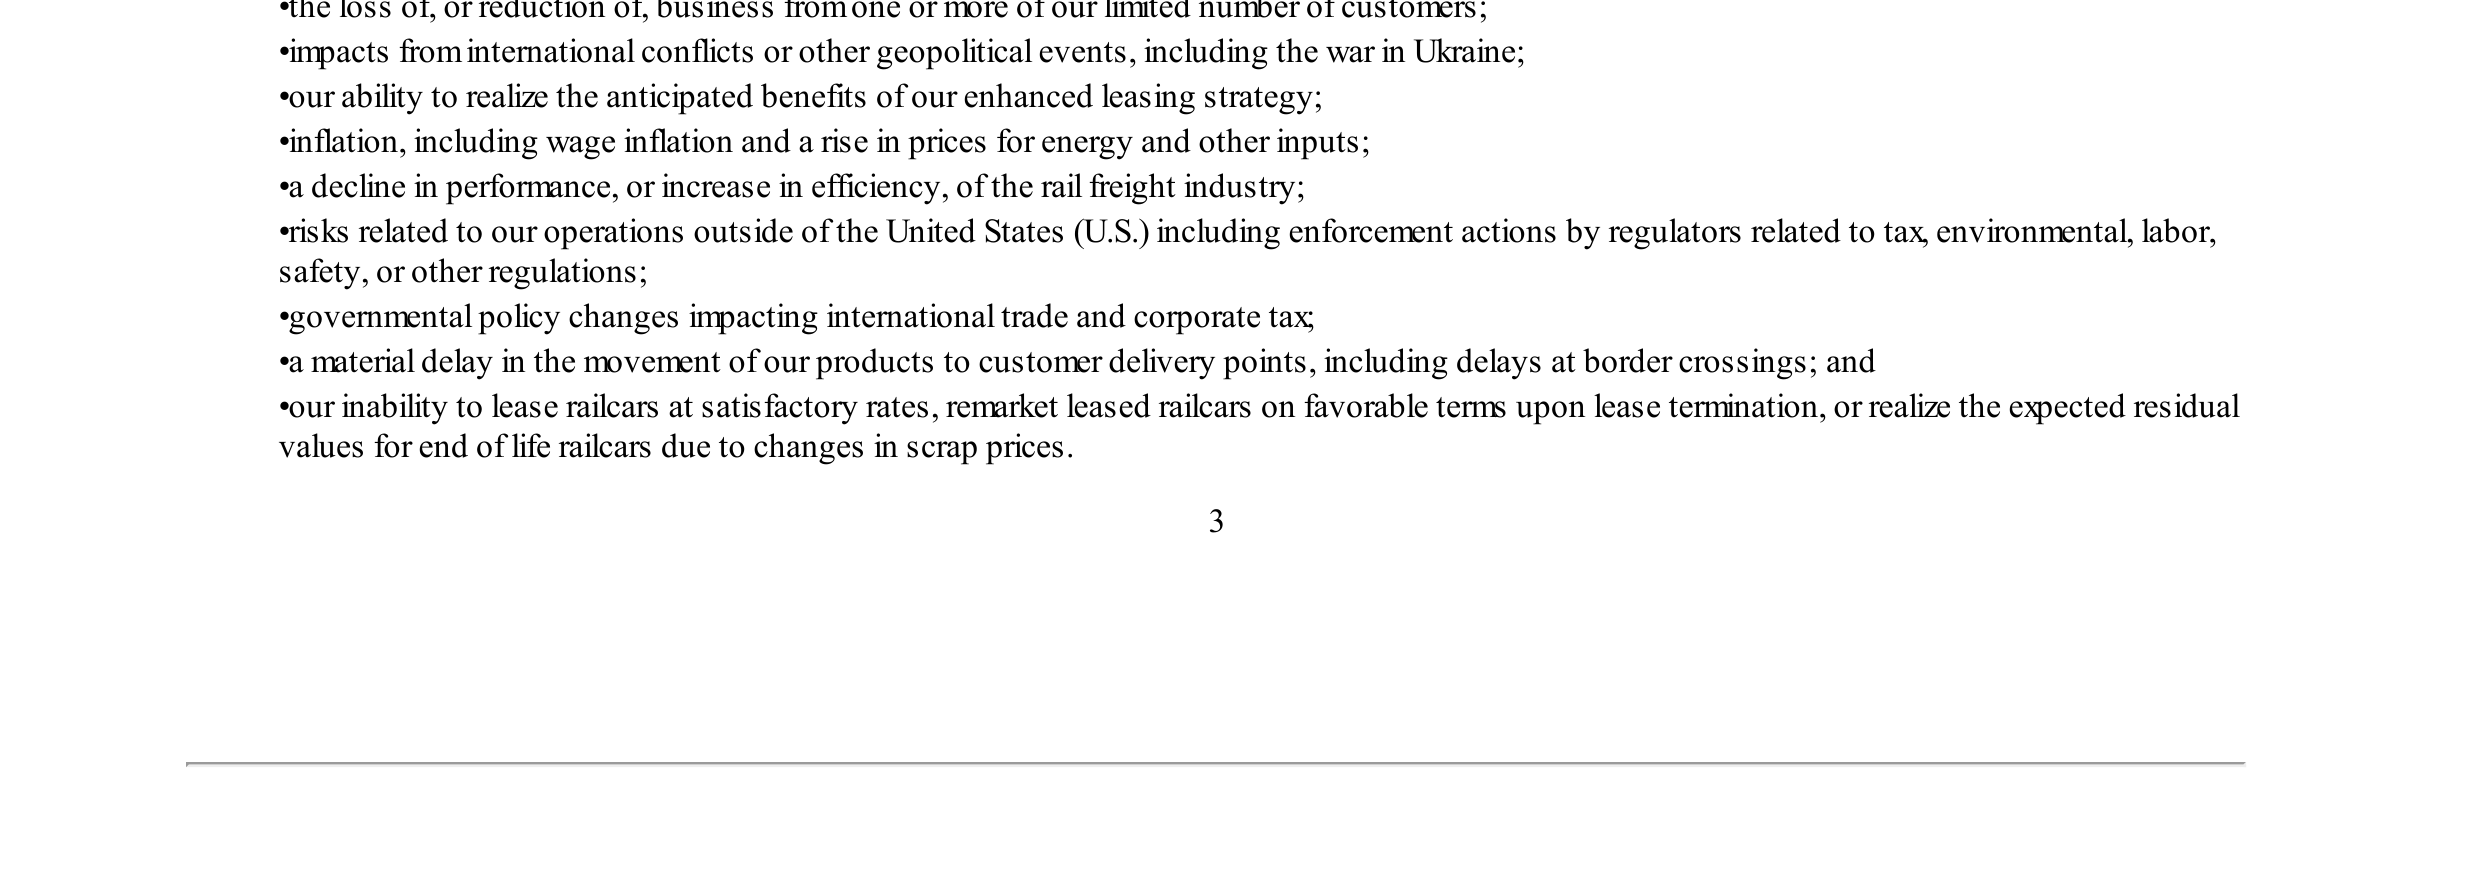 •the loss of, or reduction of, business from one or more of our limited number of customers;
•impacts from international conflicts or other geopolitical events, including the war in Ukraine;
•our ability to realize the anticipated benefits of our enhanced leasing strategy;
•inflation, including wage inflation and a rise in prices for energy and other inputs;
•a decline in performance, or increase in efficiency, of the rail freight industry;
•risks related to our operations outside of the United States (U.S.) including enforcement actions by regulators related to tax, environmental, labor,
safety, or other regulations;
•governmental policy changes impacting international trade and corporate tax;
•a material delay in the movement of our products to customer delivery points, including delays at border crossings; and
•our inability to lease railcars at satisfactory rates, remarket leased railcars on favorable terms upon lease termination, or realize the expected residual
values for end of life railcars due to changes in scrap prices.
3